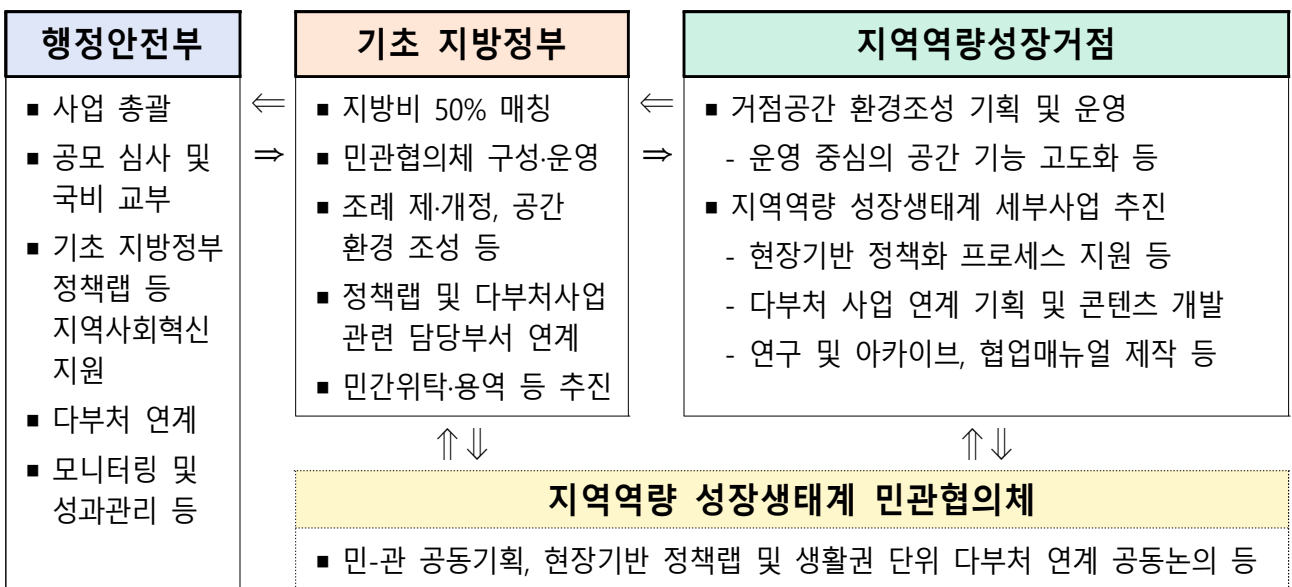 행정안전부
■ 사업 총괄
■ 공모 심사 및
국비 교부
■ 기초 지방정부
정책랩 등
지역사회혁신
지원
■ 다부처 연계
■ 모니터링 및
성과관리 등
⇐
⇒
기초 지방정부
■ 지방비 50% 매칭
■ 민관협의체 구성·운영
■ 조례 제·개정, 공간
환경 조성 등
■ 정책랩 및 다부처사업
관련 담당부서 연계
■ 민간위탁·용역 등 추진
⇐
⇒
지역역량성장거점
■ 거점공간 환경조성 기획 및 운영
- 운영 중심의 공간 기능 고도화 등
■ 지역역량 성장생태계 세부사업 추진
- 현장기반 정책화 프로세스 지원 등
- 다부처 사업 연계 기획 및 콘텐츠 개발
- 연구 및 아카이브, 협업매뉴얼 제작 등
⇑⇓ ⇑⇓
지역역량 성장생태계 민관협의체
■ 민-관 공동기획, 현장기반 정책랩 및 생활권 단위 다부처 연계 공동논의 등